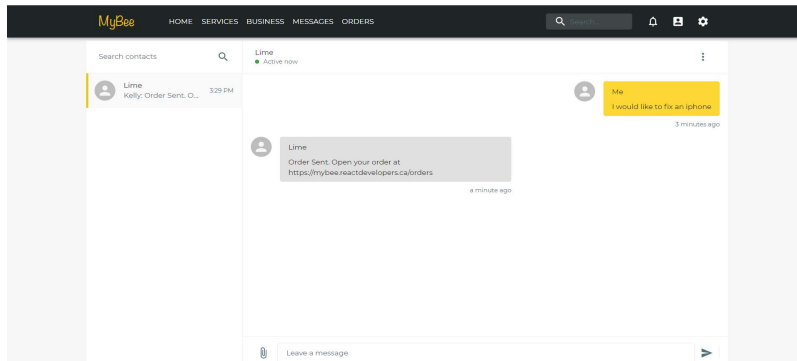 MyBee
HOME SERVICES BUSINESS MESSAGES ORDERS
Search...
Search contacts
Lime
Active now
Lime
3:29 PM
Kelly: Order Sent. O...
Me
I would like to fix an iphone
3 minutes ago
Lime
Order Sent. Open your order at
https://mybee.reactdevelopers.ca/orders
a minute ago
Leave a message